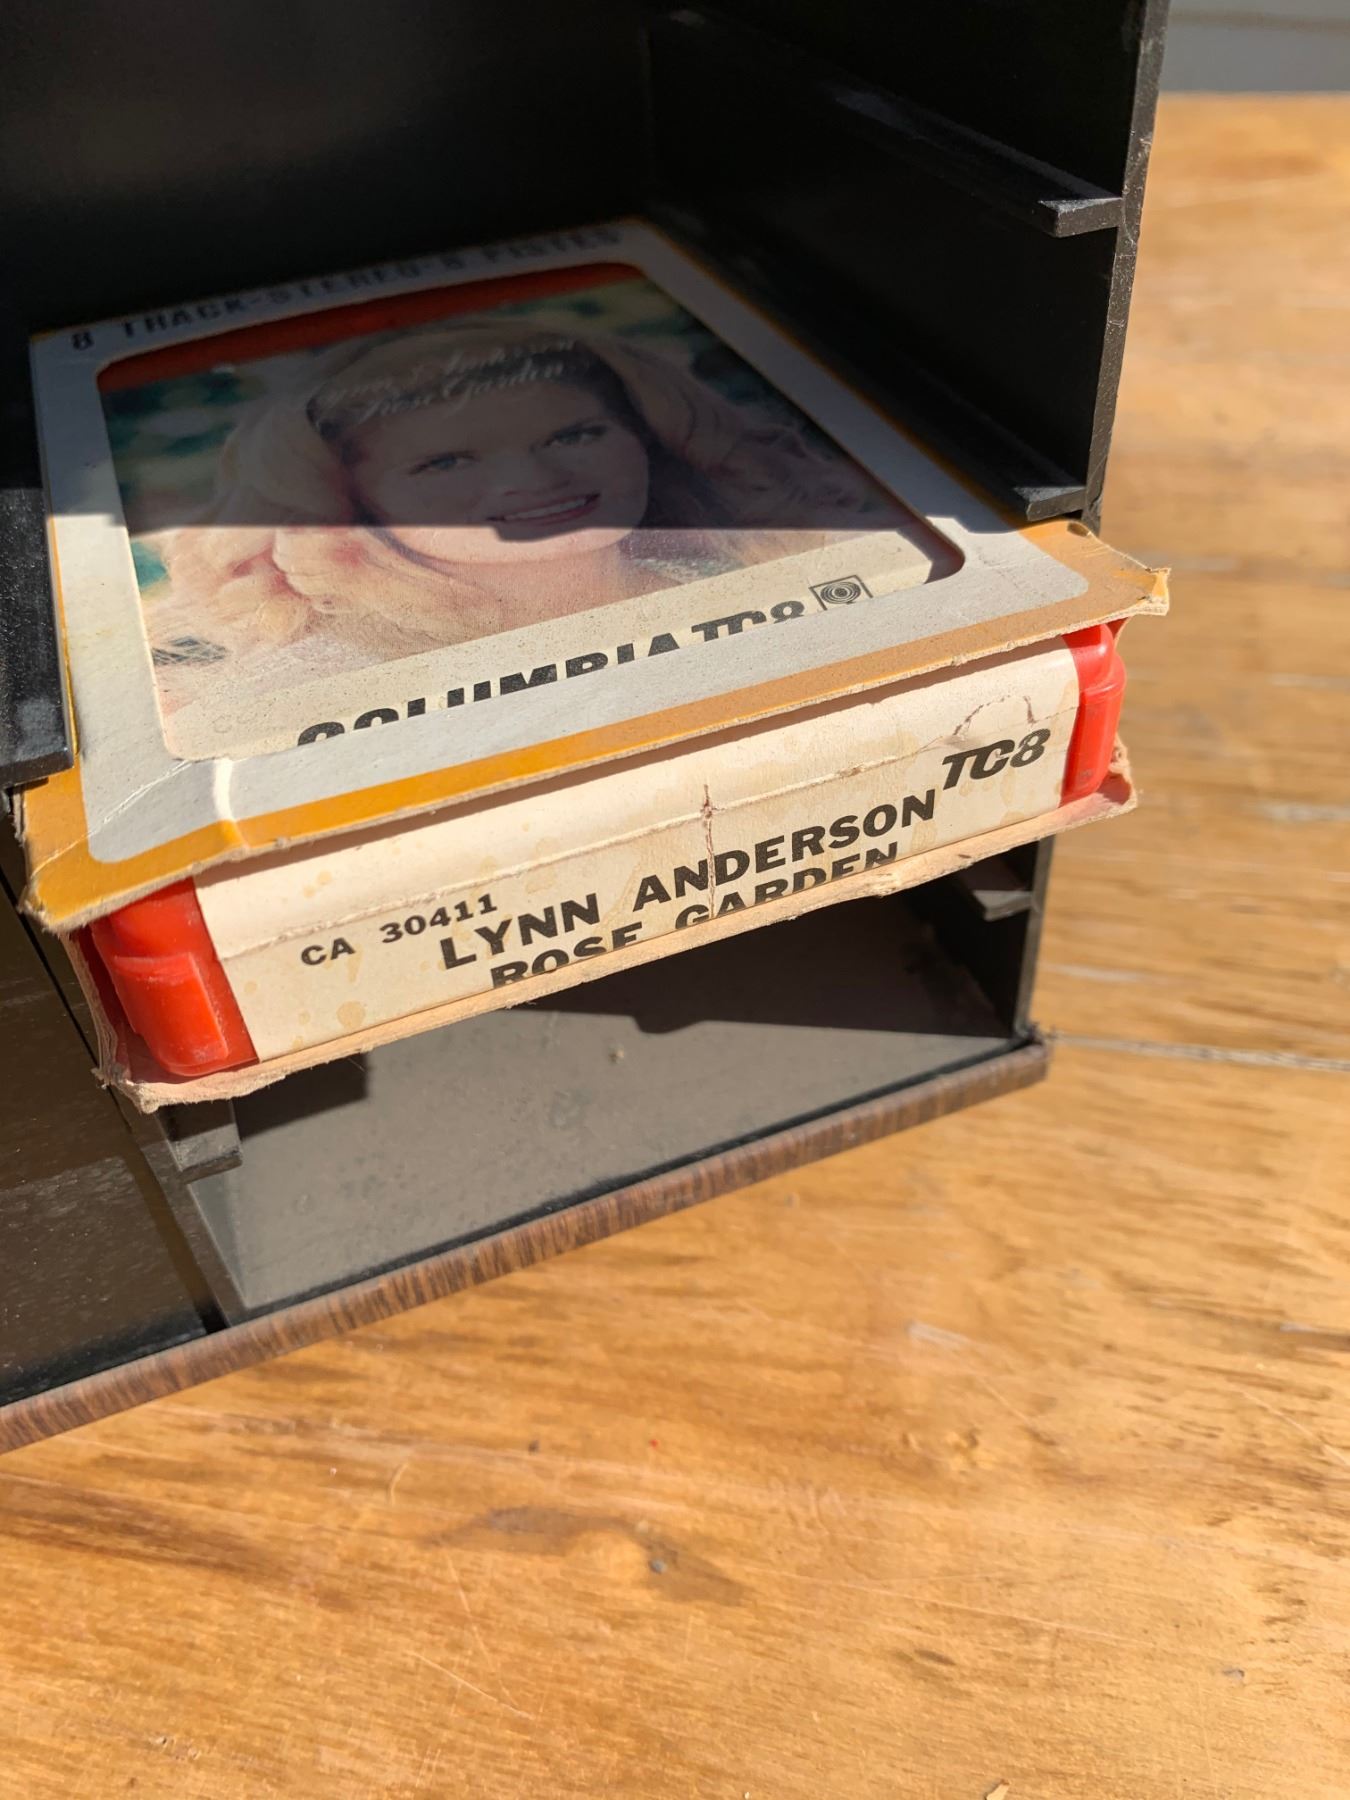 8 TRACK-STEREO-8 PISTES
Lynn Anderson
Rose Garden
COLUMBIA TC8
TC8
CA 30411
LYNN ANDERSON
ROSE GARDEN